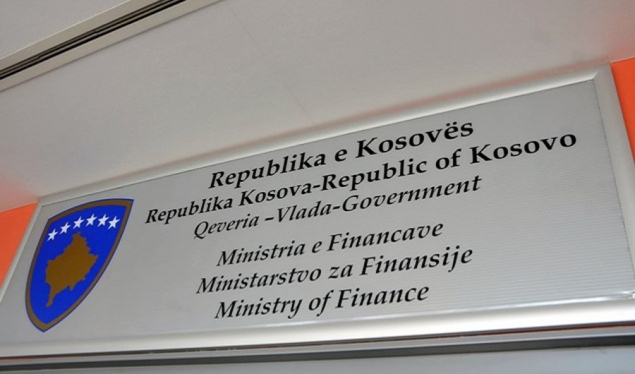 Republika e Kosovës
Republika Kosova-Republic of Kosovo
Qeveria –Vlada-Government
Ministria e Financave
Ministarstvo za Finansije
Ministry of Finance